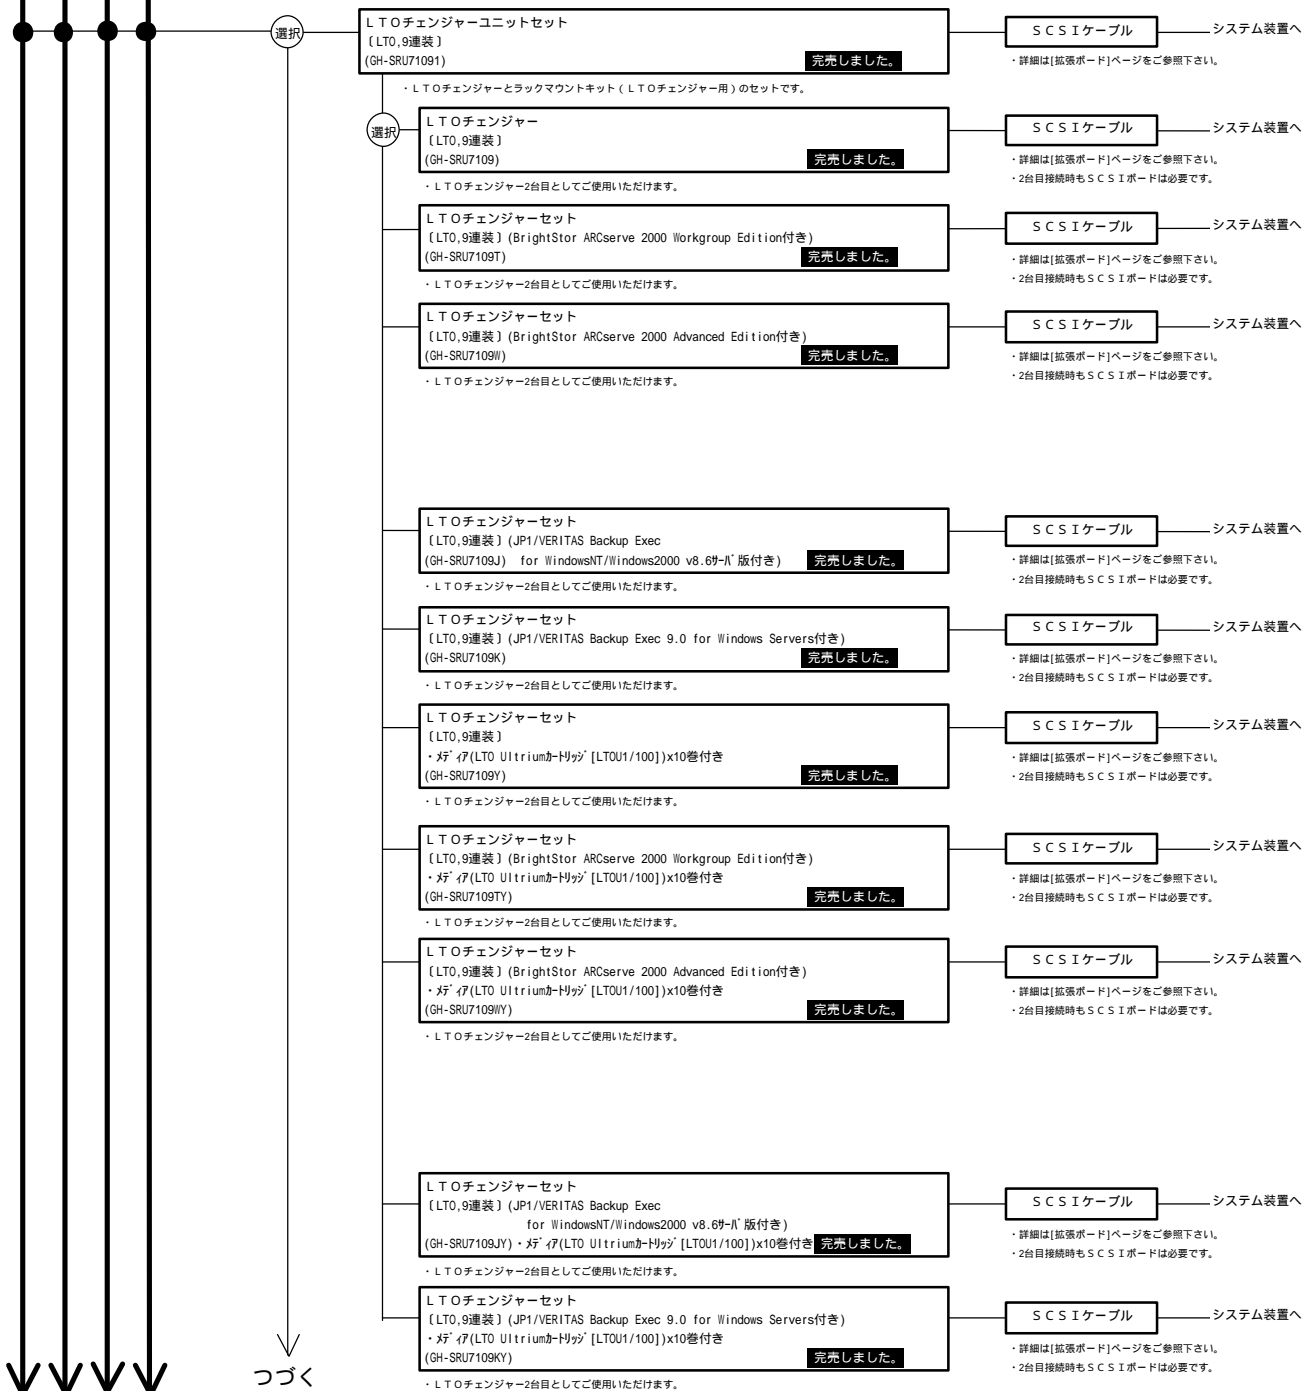 選択
ＬＴＯチェンジャーユニットセット
〔LTO,9連装〕
(GH-SRU71091) 完売しました。
・ＬＴＯチェンジャーとラックマウントキット（ＬＴＯチェンジャー用）のセットです。
ＳＣＳＩケーブル システム装置へ
・詳細は[拡張ボード]ページをご参照下さい。
選択
ＬＴＯチェンジャー
〔LTO,9連装〕
(GH-SRU7109) 完売しました。
・ＬＴＯチェンジャー2台目としてご使用いただけます。
ＳＣＳＩケーブル システム装置へ
・詳細は[拡張ボード]ページをご参照下さい。
・2台目接続時もＳＣＳＩボードは必要です。
ＬＴＯチェンジャーセット
〔LTO,9連装〕(BrightStor ARCserve 2000 Workgroup Edition付き)
(GH-SRU7109T) 完売しました。
・ＬＴＯチェンジャー2台目としてご使用いただけます。
ＳＣＳＩケーブル システム装置へ
・詳細は[拡張ボード]ページをご参照下さい。
・2台目接続時もＳＣＳＩボードは必要です。
ＬＴＯチェンジャーセット
〔LTO,9連装〕(BrightStor ARCserve 2000 Advanced Edition付き)
(GH-SRU7109W) 完売しました。
・ＬＴＯチェンジャー2台目としてご使用いただけます。
ＳＣＳＩケーブル システム装置へ
・詳細は[拡張ボード]ページをご参照下さい。
・2台目接続時もＳＣＳＩボードは必要です。
ＬＴＯチェンジャーセット
〔LTO,9連装〕(JP1/VERITAS Backup Exec
(GH-SRU7109J) for WindowsNT/Windows2000 v8.6ｻｰﾊﾞ版付き) 完売しました。
・ＬＴＯチェンジャー2台目としてご使用いただけます。
ＳＣＳＩケーブル システム装置へ
・詳細は[拡張ボード]ページをご参照下さい。
・2台目接続時もＳＣＳＩボードは必要です。
ＬＴＯチェンジャーセット
〔LTO,9連装〕(JP1/VERITAS Backup Exec 9.0 for Windows Servers付き)
(GH-SRU7109K) 完売しました。
・ＬＴＯチェンジャー2台目としてご使用いただけます。
ＳＣＳＩケーブル システム装置へ
・詳細は[拡張ボード]ページをご参照下さい。
・2台目接続時もＳＣＳＩボードは必要です。
ＬＴＯチェンジャーセット
〔LTO,9連装〕
・ﾒﾃﾞｨｱ(LTO Ultriumｶｰﾄﾘｯｼﾞ[LTOU1/100])x10巻付き
(GH-SRU7109Y) 完売しました。
・ＬＴＯチェンジャー2台目としてご使用いただけます。
ＳＣＳＩケーブル システム装置へ
・詳細は[拡張ボード]ページをご参照下さい。
・2台目接続時もＳＣＳＩボードは必要です。
ＬＴＯチェンジャーセット
〔LTO,9連装〕(BrightStor ARCserve 2000 Workgroup Edition付き)
・ﾒﾃﾞｨｱ(LTO Ultriumｶｰﾄﾘｯｼﾞ[LTOU1/100])x10巻付き
(GH-SRU7109TY) 完売しました。
・ＬＴＯチェンジャー2台目としてご使用いただけます。
ＳＣＳＩケーブル システム装置へ
・詳細は[拡張ボード]ページをご参照下さい。
・2台目接続時もＳＣＳＩボードは必要です。
ＬＴＯチェンジャーセット
〔LTO,9連装〕(BrightStor ARCserve 2000 Advanced Edition付き)
・ﾒﾃﾞｨｱ(LTO Ultriumｶｰﾄﾘｯｼﾞ[LTOU1/100])x10巻付き
(GH-SRU7109WY) 完売しました。
・ＬＴＯチェンジャー2台目としてご使用いただけます。
ＳＣＳＩケーブル システム装置へ
・詳細は[拡張ボード]ページをご参照下さい。
・2台目接続時もＳＣＳＩボードは必要です。
ＬＴＯチェンジャーセット
〔LTO,9連装〕(JP1/VERITAS Backup Exec
for WindowsNT/Windows2000 v8.6ｻｰﾊﾞ版付き)
(GH-SRU7109JY)・ﾒﾃﾞｨｱ(LTO Ultriumｶｰﾄﾘｯｼﾞ[LTOU1/100])x10巻付き 完売しました。
・ＬＴＯチェンジャー2台目としてご使用いただけます。
ＳＣＳＩケーブル システム装置へ
・詳細は[拡張ボード]ページをご参照下さい。
・2台目接続時もＳＣＳＩボードは必要です。
ＬＴＯチェンジャーセット
〔LTO,9連装〕(JP1/VERITAS Backup Exec 9.0 for Windows Servers付き)
・ﾒﾃﾞｨｱ(LTO Ultriumｶｰﾄﾘｯｼﾞ[LTOU1/100])x10巻付き
(GH-SRU7109KY) 完売しました。
・ＬＴＯチェンジャー2台目としてご使用いただけます。
ＳＣＳＩケーブル システム装置へ
・詳細は[拡張ボード]ページをご参照下さい。
・2台目接続時もＳＣＳＩボードは必要です。
つづく